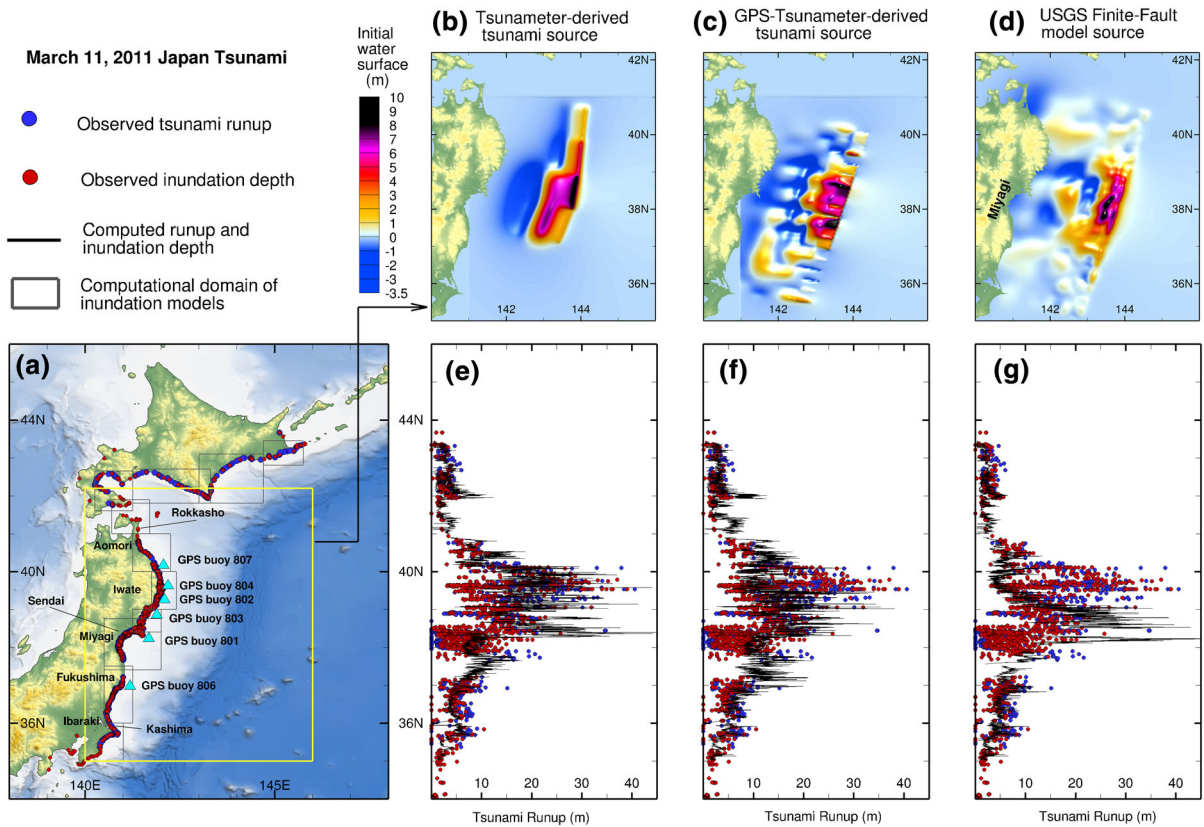 March 11, 2011 Japan Tsunami
Observed tsunami runup
Observed inundation depth
Computed runup and
inundation depth
Computational domain of
inundation models
Initial
water
surface
(m)
10
9
8
7
6
5
4
3
2
1
0
-1
-2
-3
-3.5
(b)
Tsunameter-derived
tsunami source
42N
40N
38N
36N
142
144
(c)
GPS-Tsunameter-derived
tsunami source
42N
40N
38N
36N
142
144
(d)
USGS Finite-Fault
model source
42N
40N
38N
36N
142
144
Miyagi
(a)
44N
40N
36N
140E
145E
Rokkasho
Aomori
GPS buoy 807
Iwate
GPS buoy 804
GPS buoy 802
Sendai
GPS buoy 803
Miyagi
GPS buoy 801
Fukushima
GPS buoy 806
Ibaraki
Kashima
(e)
44N
40N
36N
10
20
30
40
Tsunami Runup (m)
(f)
44N
40N
36N
10
20
30
40
Tsunami Runup (m)
(g)
44N
40N
36N
10
20
30
40
Tsunami Runup (m)